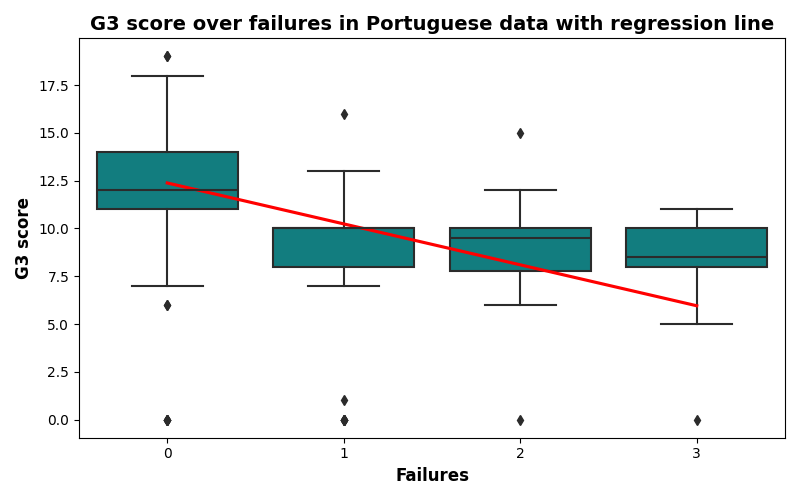 G3 score over failures in Portuguese data with regression line
17.5
15.0
12.5
10.0
7.5
5.0
2.5
0.0
G3 score
0 1 2 3
Failures